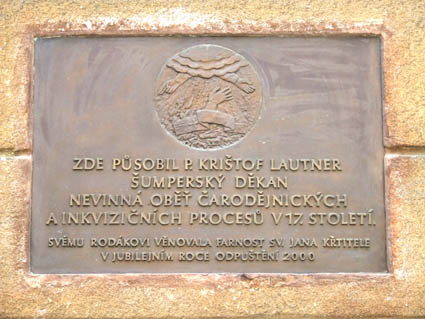 ZDE PŮSOBIL P. KRIŠTOF LAUTNER
ŠUMPERSKÝ DĚKAN
NEVINNÁ OBĚŤ ČARODĚJNICKÝCH
A INKVIZIČNÍCH PROCESŮ V 17. STOLETÍ.
SVÉMU RODÁKOVI VĚNOVALA FARNOST SV. JANA KŘTITELE
V JUBILEJNÍM ROCE ODPUŠTĚNÍ 2000